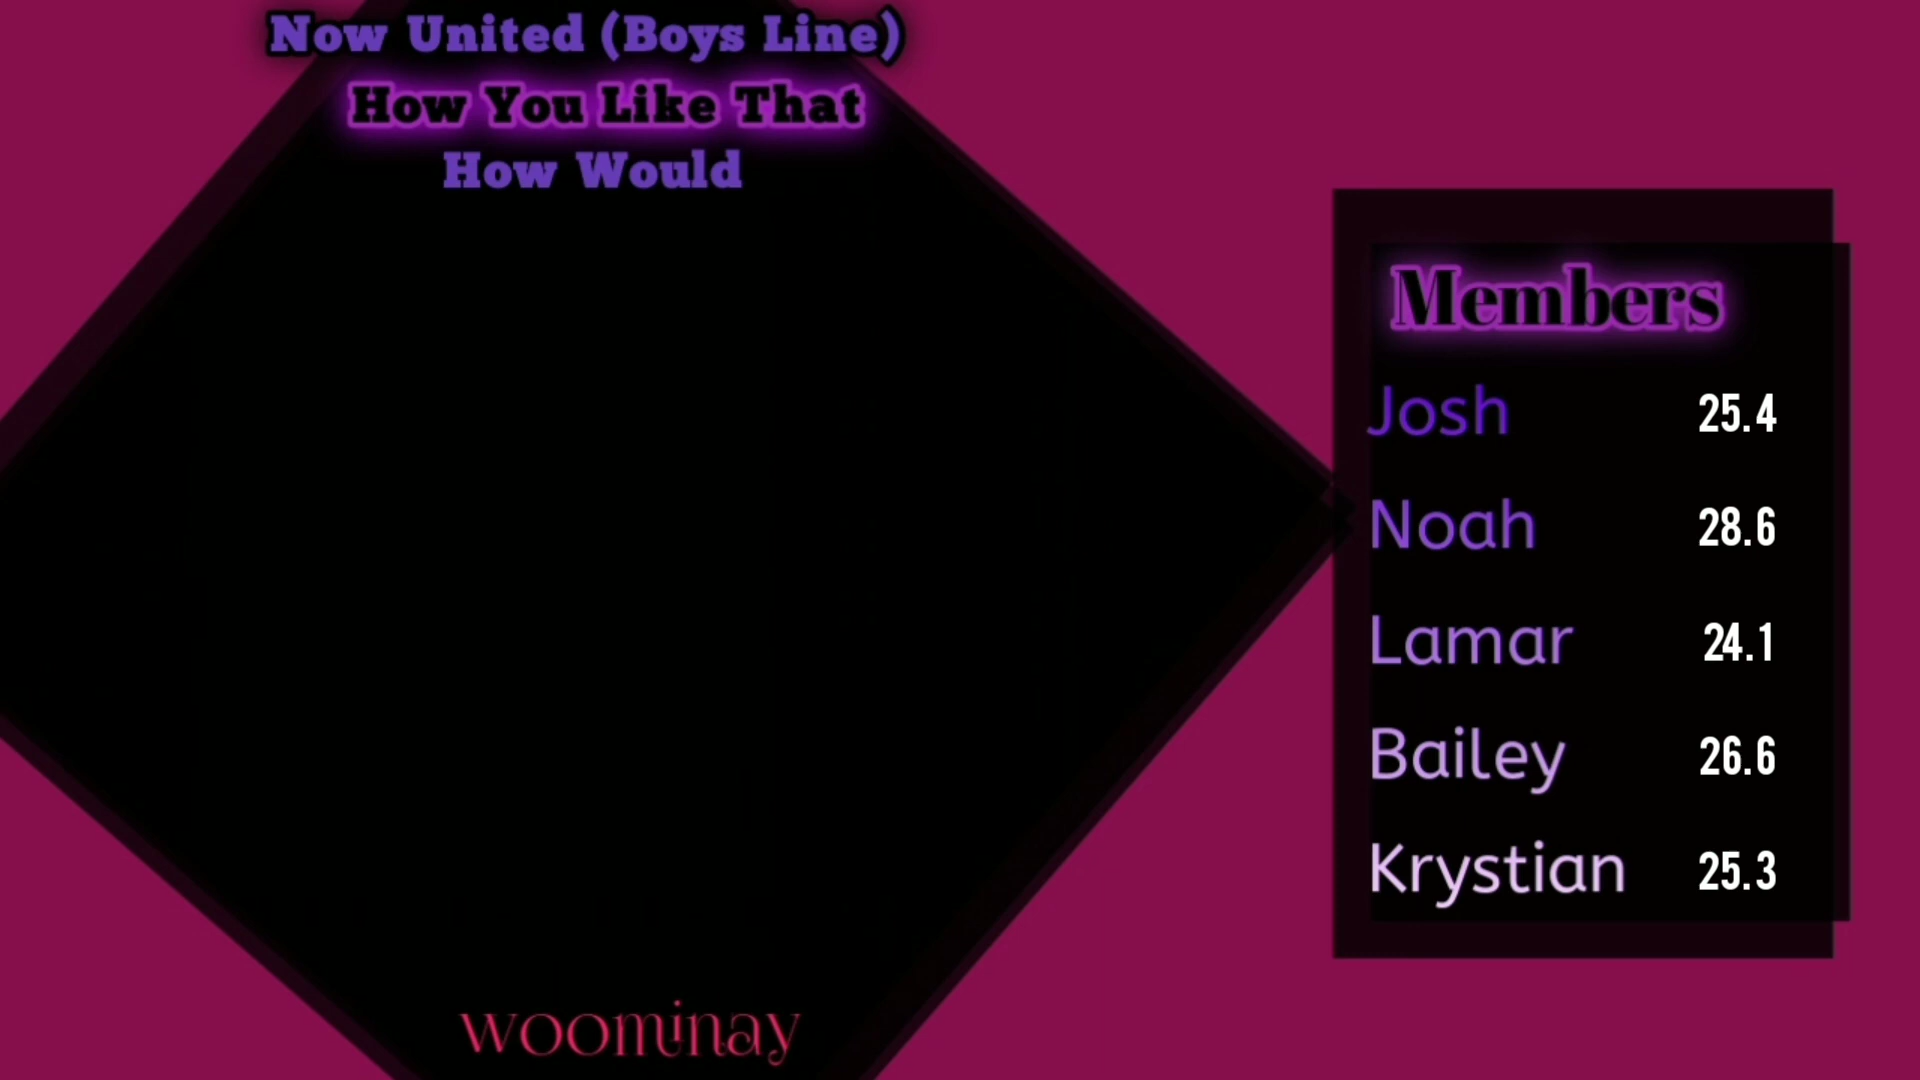 Now United (Boys Line)
How You Like That
How Would
Members
Josh 25.4
Noah 28.6
Lamar 24.1
Bailey 26.6
Krystian 25.3
woominay